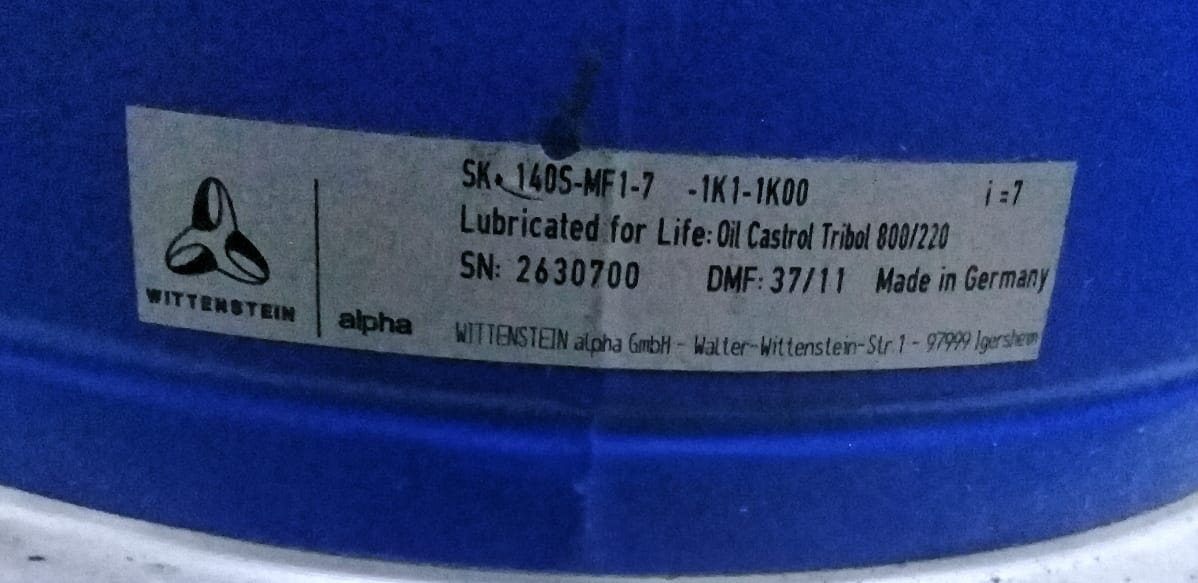 SK+ 140S-MF1-7 -1K1-1K00 i=7
Lubricated for Life: Oil Castrol Tribol 800/220
SN: 2630700 DMF: 37/11 Made in Germany
WITTENSTEIN alpha
WITTENSTEIN alpha GmbH - Walter-Wittenstein-Str. 1 - 97999 Igersheim